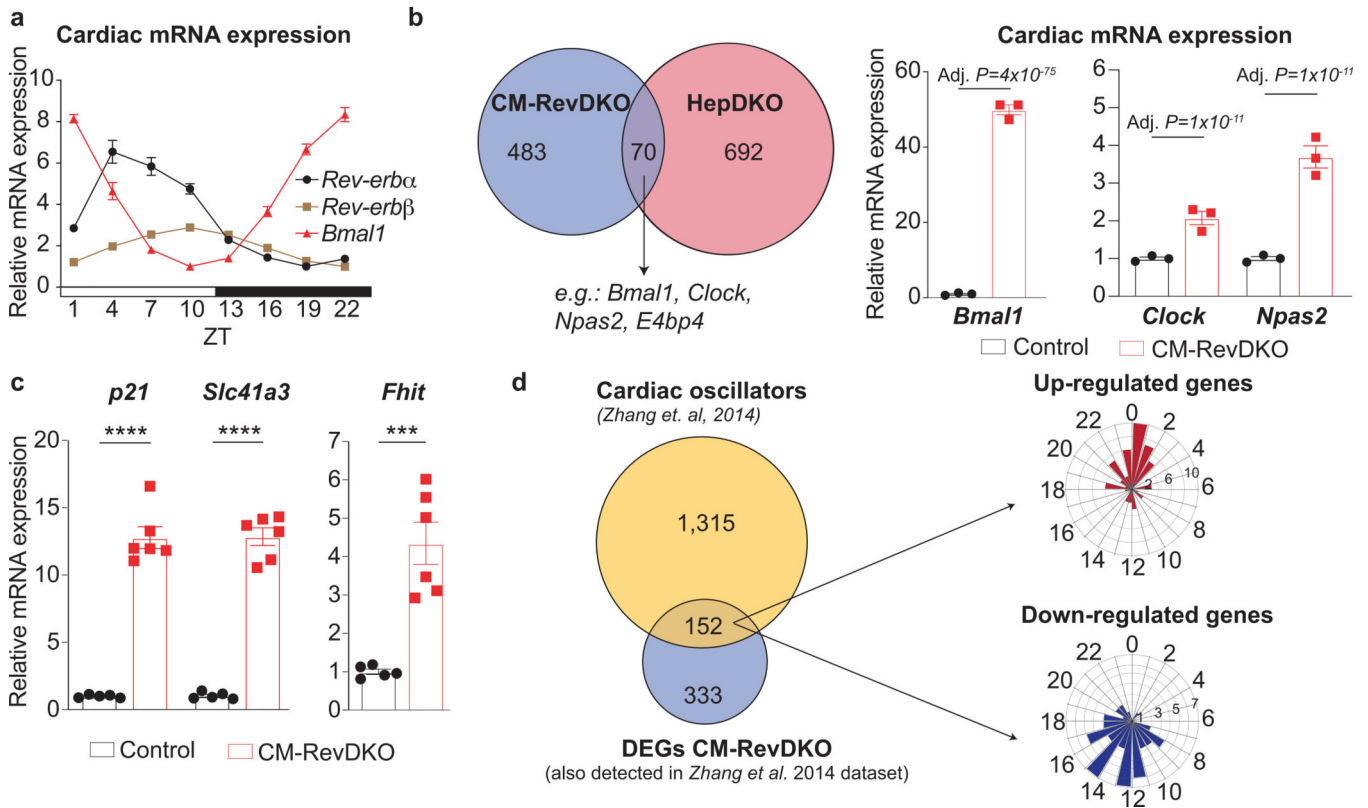 a
Cardiac mRNA expression
Relative mRNA expression
10
8
6
4
2
0
Rev-erbα
Rev-erbβ
Bmal1
1 4 7 10 13 16 19 22
ZT
b
CM-RevDKO
HepDKO
483
70
692
e.g.: Bmal1, Clock,
Npas2, E4bp4
Cardiac mRNA expression
Relative mRNA expression
60
40
20
0
Adj. P=4x10-75
Bmal1
6
5
4
3
2
1
0
Adj. P=1x10-11
Adj. P=1x10-11
Clock Npas2
Control CM-RevDKO
c
p21 Slc41a3 Fhit
Relative mRNA expression
20
15
10
5
0
**** ****
7
6
5
4
3
2
1
0
***
Control CM-RevDKO
d
Cardiac oscillators
(Zhang et. al, 2014)
1,315
152
333
DEGs CM-RevDKO
(also detected in Zhang et al. 2014 dataset)
Up-regulated genes
0
2
4
6
8
10
12
14
16
18
20
22
2 6 10
Down-regulated genes
0
2
4
6
8
10
12
14
16
18
20
22
1 3 5 7